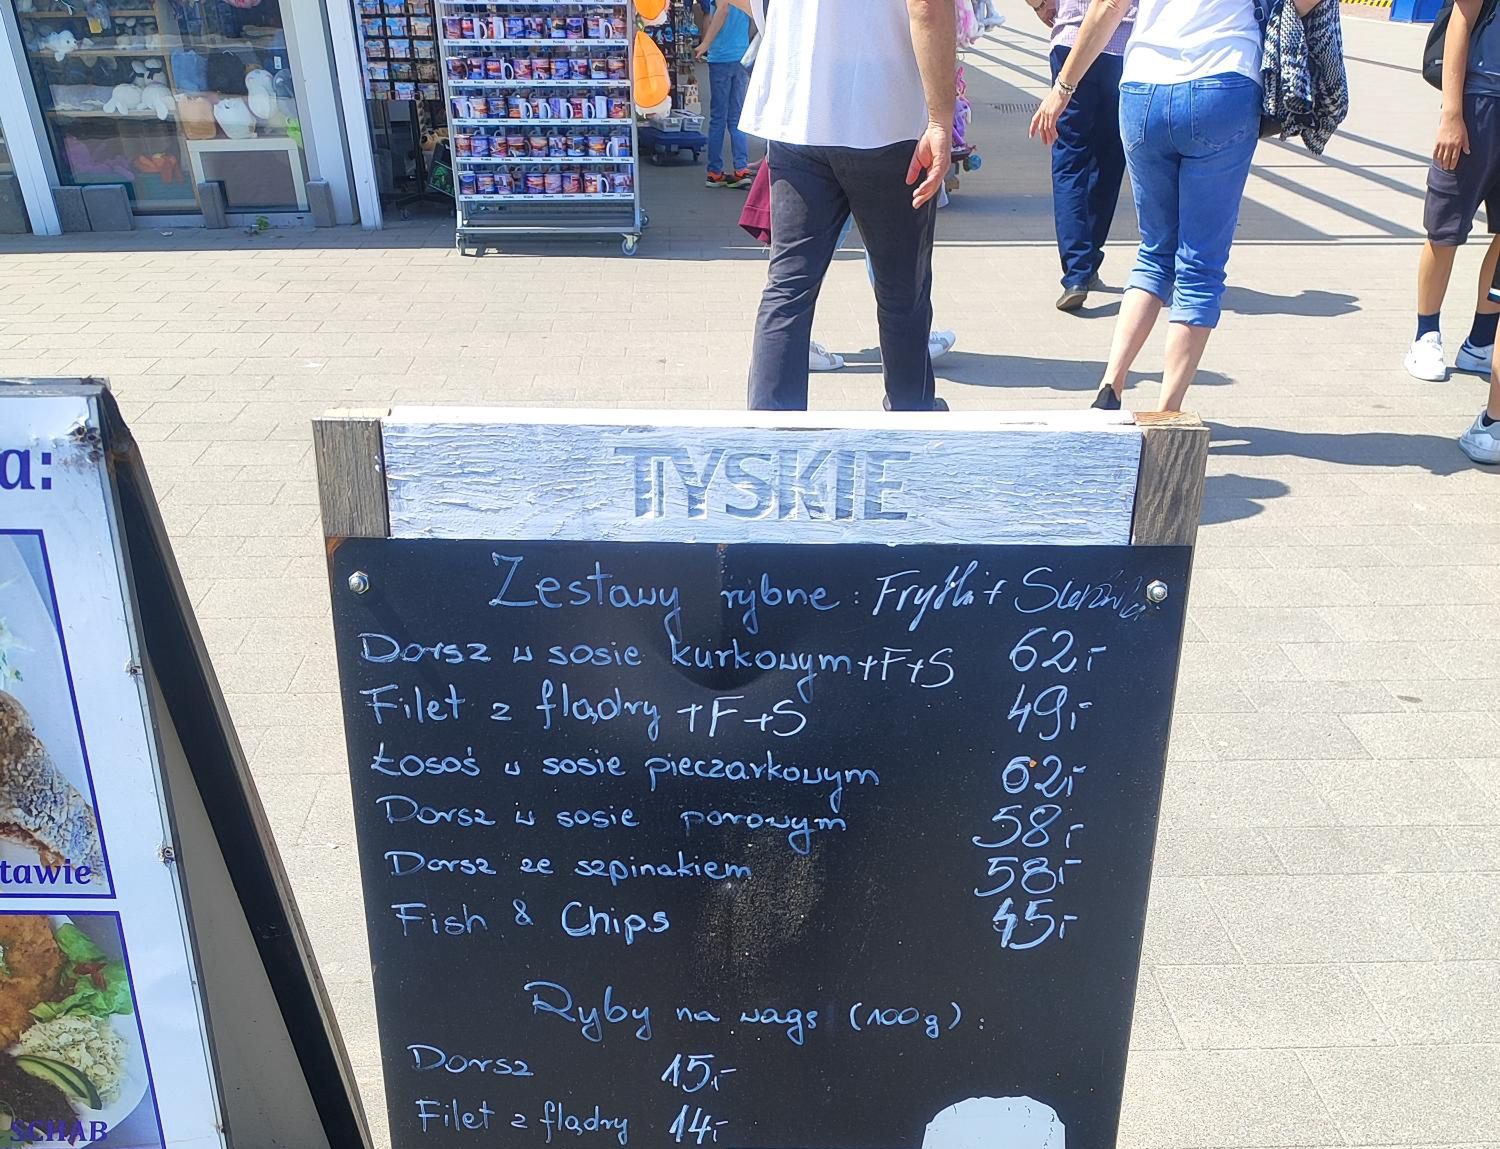 a:
tawie
SCHAB
TYSKIE
Zestawy rybne: Frytki + Surówka
Dorsz w sosie kurkowym +F+S 62,-
Filet z flądry +F+S 49,-
Łosoś w sosie pieczarkowym 62,-
Dorsz w sosie porowym 58,-
Dorsz ze szpinakiem 58,-
Fish & Chips 45,-
Ryby na wagę (100g):
Dorsz 15,-
Filet z flądry 14,-